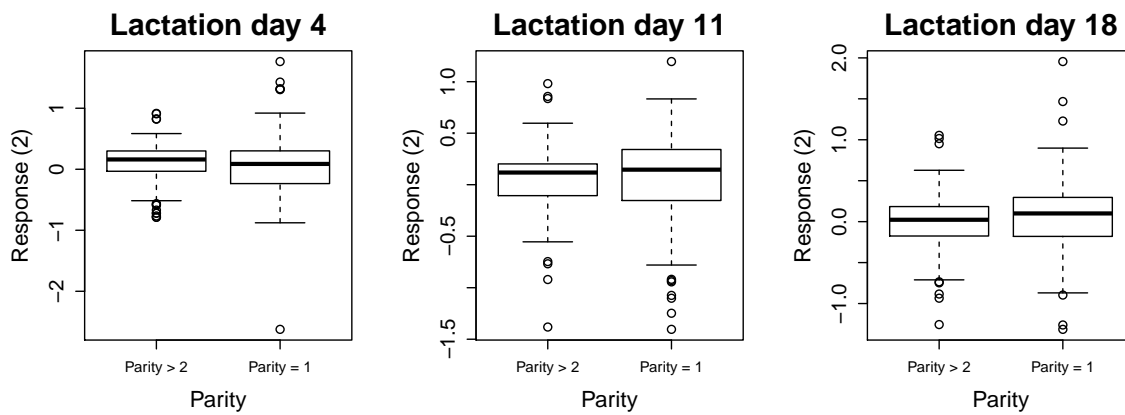 Lactation day 4
Response (2)
1
0
−1
−2
Parity > 2
Parity = 1
Parity
Lactation day 11
Response (2)
1.0
0.5
−0.5
−1.5
Parity > 2
Parity = 1
Parity
Lactation day 18
Response (2)
2.0
1.0
0.0
−1.0
Parity > 2
Parity = 1
Parity